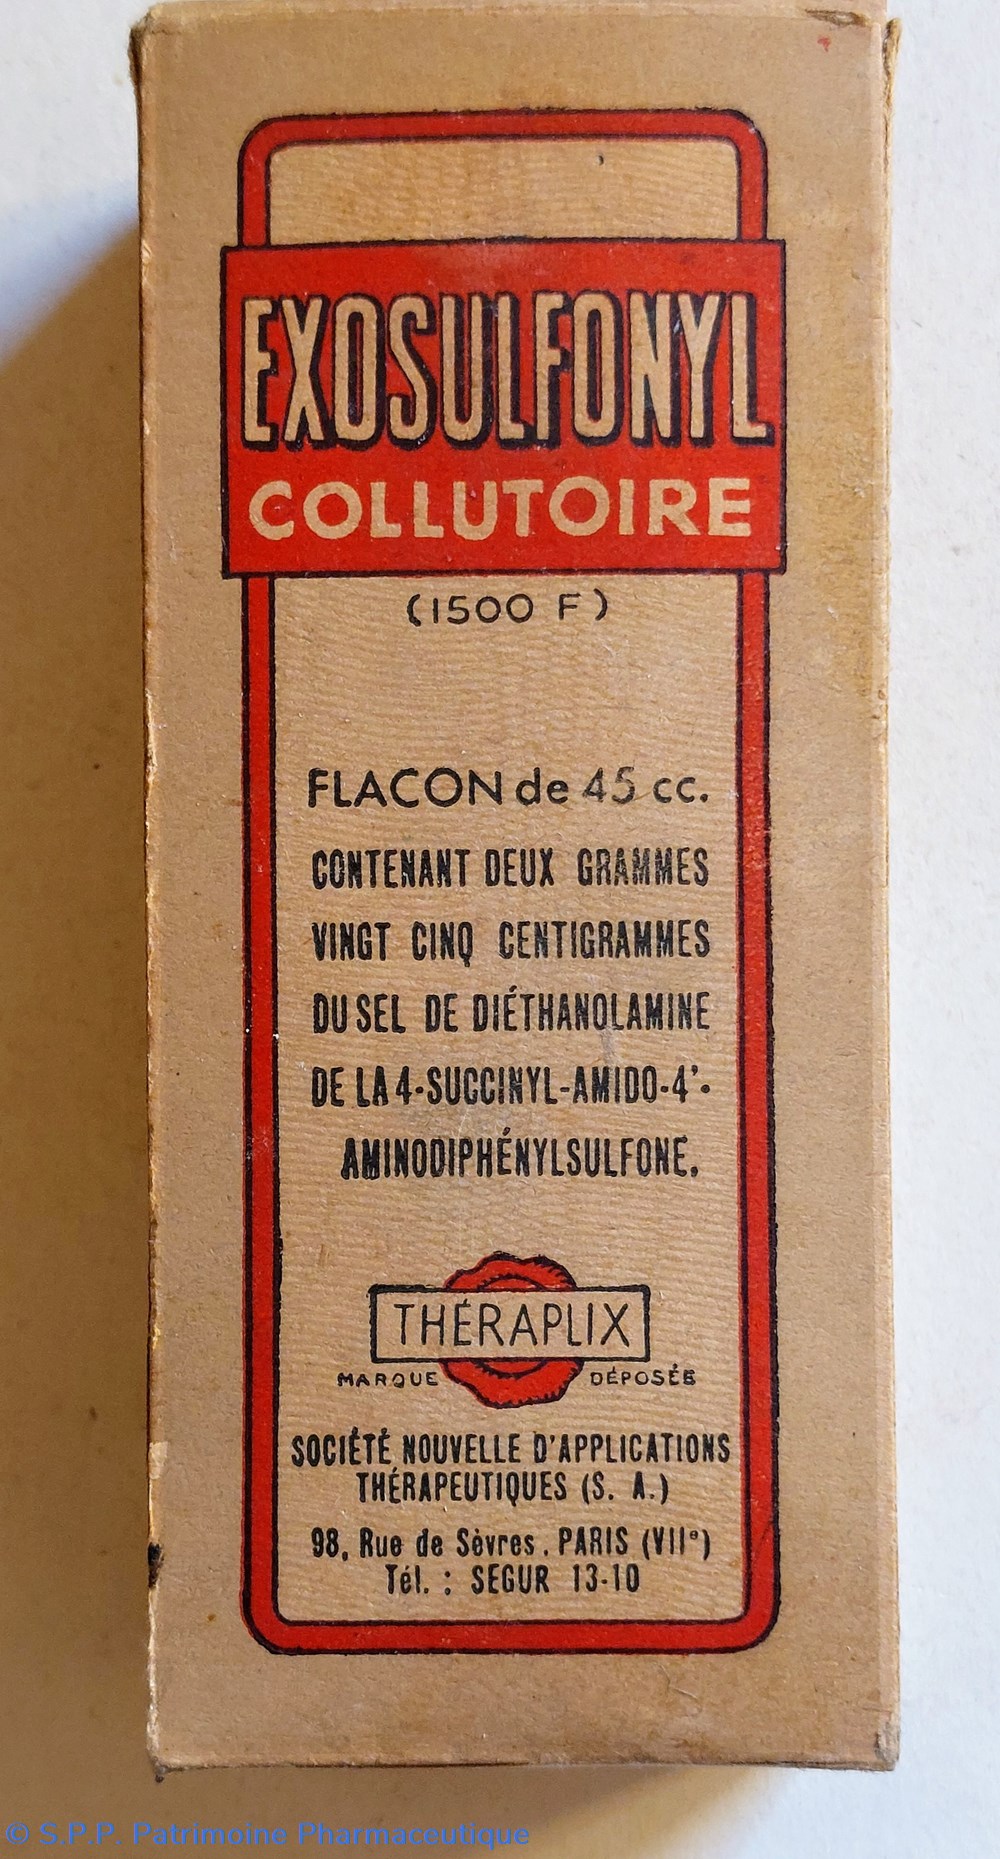 EXOSULFONYL
COLLUTOIRE
(1500 F)
FLACON de 45 cc.
CONTENANT DEUX GRAMMES
VINGT CINQ CENTIGRAMMES
DU SEL DE DIÉTHANOLAMINE
DE LA 4-SUCCINYL-AMIDO-4'-
AMINODIPHÉNYLSULFONE.
THÉRAPLIX
MARQUE DÉPOSÉE
SOCIÉTÉ NOUVELLE D'APPLICATIONS
THÉRAPEUTIQUES (S. A.)
98, Rue de Sèvres. PARIS (VIIe)
Tél. : SEGUR 13-10
© S.P.P. Patrimoine Pharmaceutique